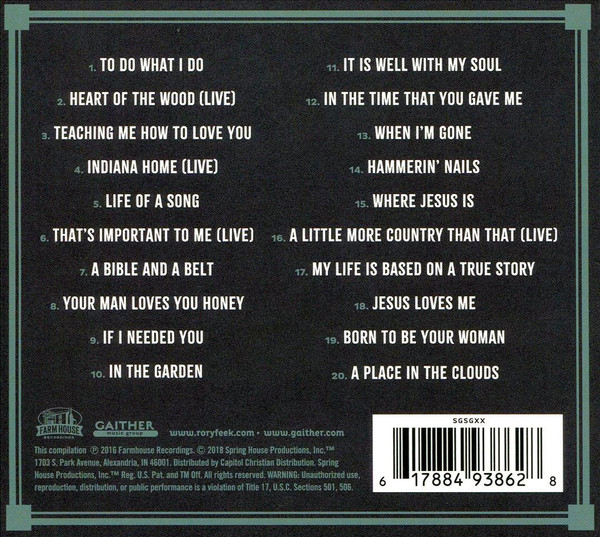 1. TO DO WHAT I DO
2. HEART OF THE WOOD (LIVE)
3. TEACHING ME HOW TO LOVE YOU
4. INDIANA HOME (LIVE)
5. LIFE OF A SONG
6. THAT'S IMPORTANT TO ME (LIVE)
7. A BIBLE AND A BELT
8. YOUR MAN LOVES YOU HONEY
9. IF I NEEDED YOU
10. IN THE GARDEN
11. IT IS WELL WITH MY SOUL
12. IN THE TIME THAT YOU GAVE ME
13. WHEN I'M GONE
14. HAMMERIN' NAILS
15. WHERE JESUS IS
16. A LITTLE MORE COUNTRY THAN THAT (LIVE)
17. MY LIFE IS BASED ON A TRUE STORY
18. JESUS LOVES ME
19. BORN TO BE YOUR WOMAN
20. A PLACE IN THE CLOUDS
FARMHOUSE
RECORDINGS
GAITHER
music group
www.roryfeek.com • www.gaither.com
This compilation ℗ 2016 Farmhouse Recordings. © 2018 Spring House Productions, Inc.™
1703 S. Park Avenue, Alexandria, IN 46001. Distributed by Capitol Christian Distribution. Spring
House Productions, Inc.™ Reg. U.S. Pat. and TM Off. All rights reserved. WARNING: Unauthorized use,
reproduction, distribution, or public performance is a violation of Title 17, U.S.C. Sections 501, 506.
SGSGXX
6 17884 93862 8